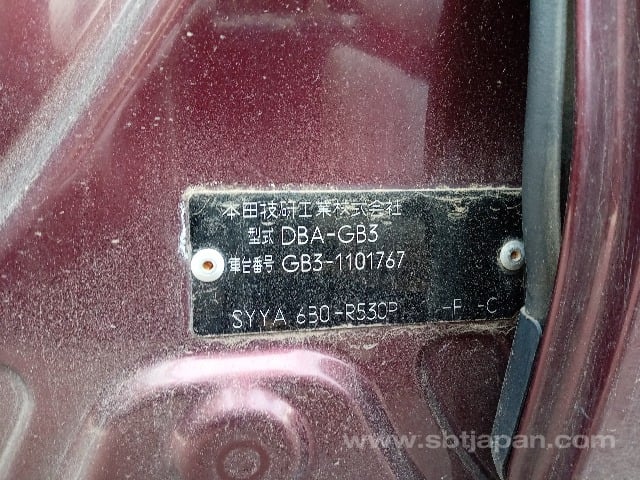 本田技研工業株式会社
型式 DBA-GB3
車台番号 GB3-1101767
SYYA 6B0-R530P -F -C
www.sbtjapan.com